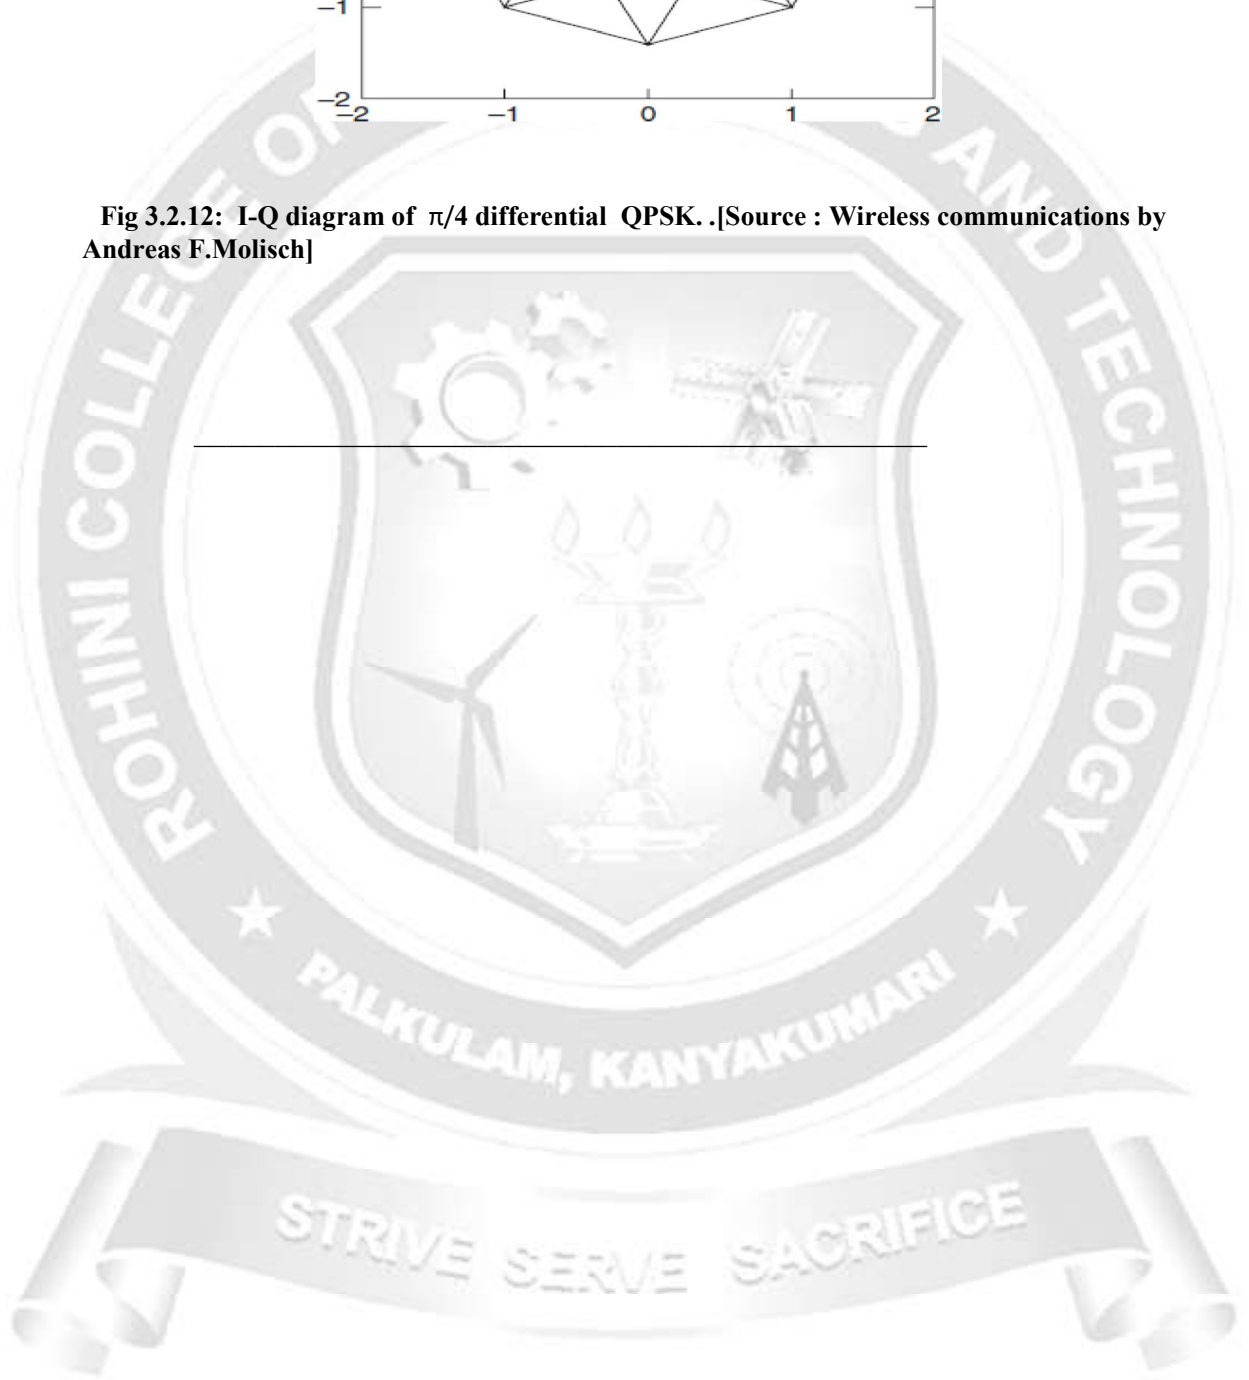 −1
−2
−2 −1 0 1 2
Fig 3.2.12: I-Q diagram of π/4 differential QPSK. .[Source : Wireless communications by
Andreas F.Molisch]
ROHINI COLLEGE OF AND TECHNOLOGY
PALKULAM, KANYAKUMARI
STRIVE SERVE SACRIFICE